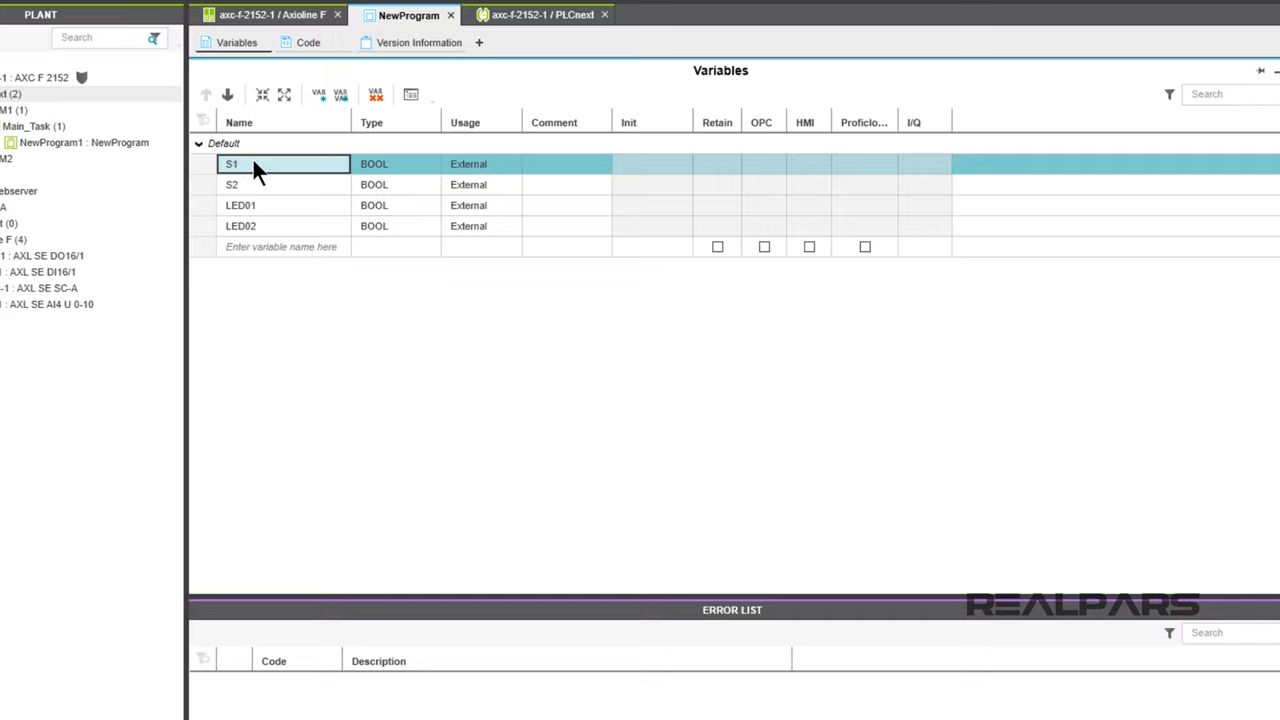 PLANT
axc-f-2152-1 / Axioline F
NewProgram
axc-f-2152-1 / PLCnext
Search
Variables
Code
Version Information
Variables
-1 : AXC F 2152
xt (2)
M1 (1)
Main_Task (1)
NewProgram1 : NewProgram
M2
ebserver
A
t (0)
e F (4)
1 : AXL SE DO16/1
: AXL SE DI16/1
-1 : AXL SE SC-A
: AXL SE AI4 U 0-10
VAR
VAR
VAR
Search
Name Type Usage Comment Init Retain OPC HMI Proficlo... I/Q
Default
S1 BOOL External
S2 BOOL External
LED01 BOOL External
LED02 BOOL External
Enter variable name here
ERROR LIST
REALPARS
Search
Code Description